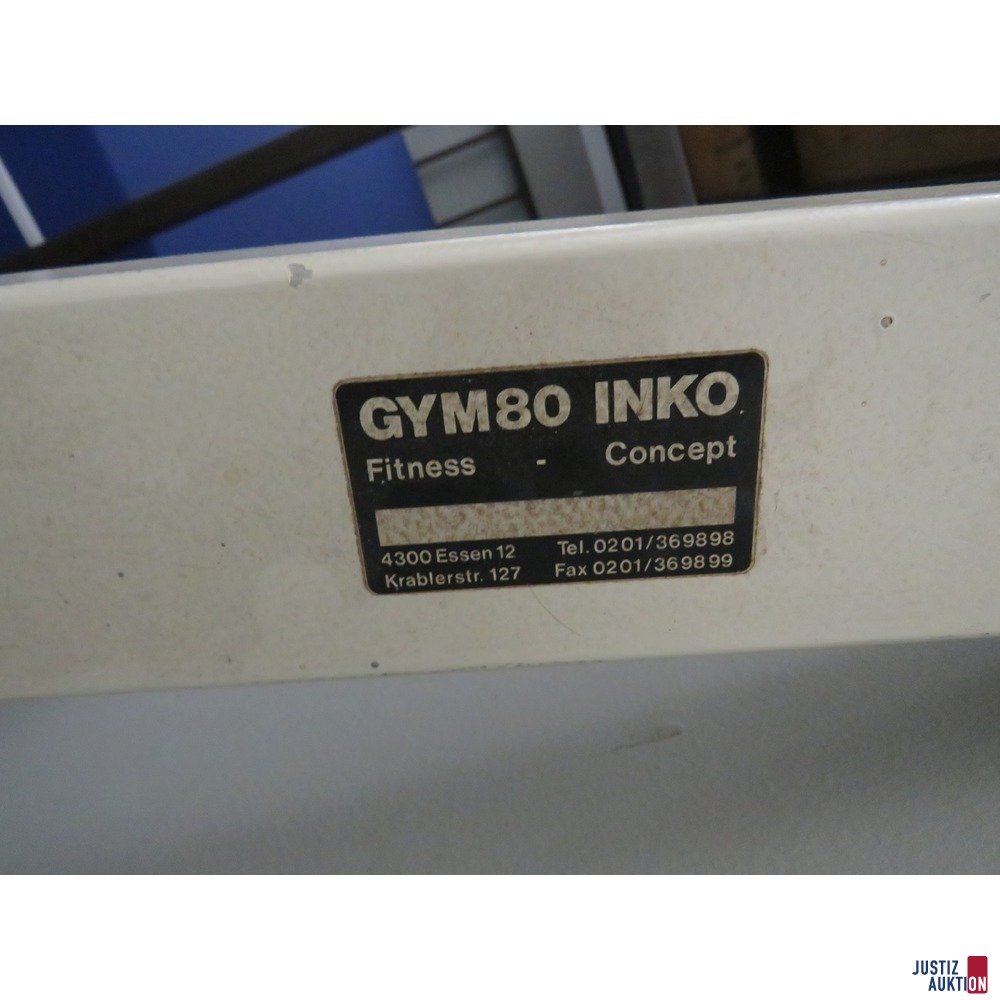 GYM80 INKO
Fitness - Concept
4300 Essen 12 Tel. 0201/369898
Krablerstr. 127 Fax 0201/369899
JUSTIZ
AUKTION